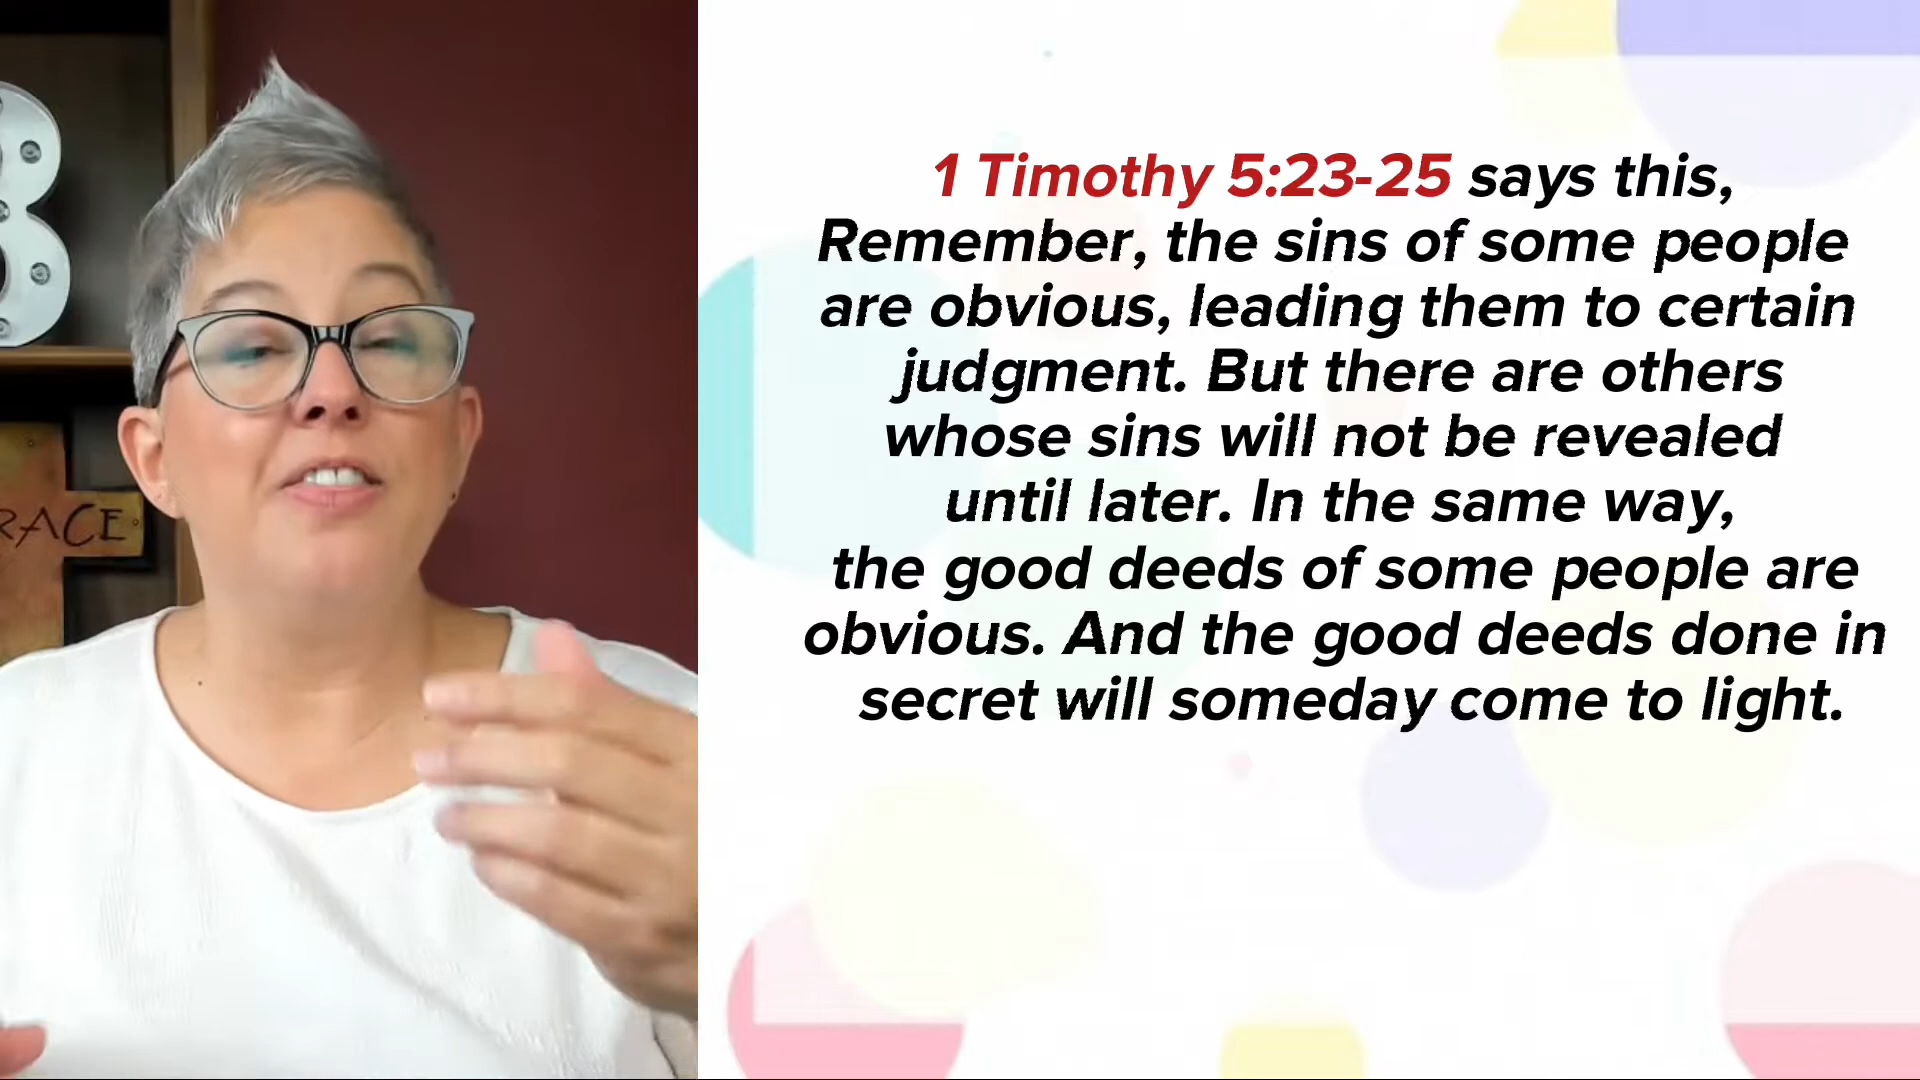 B
RACE
1 Timothy 5:23-25 says this,
Remember, the sins of some people
are obvious, leading them to certain
judgment. But there are others
whose sins will not be revealed
until later. In the same way,
the good deeds of some people are
obvious. And the good deeds done in
secret will someday come to light.